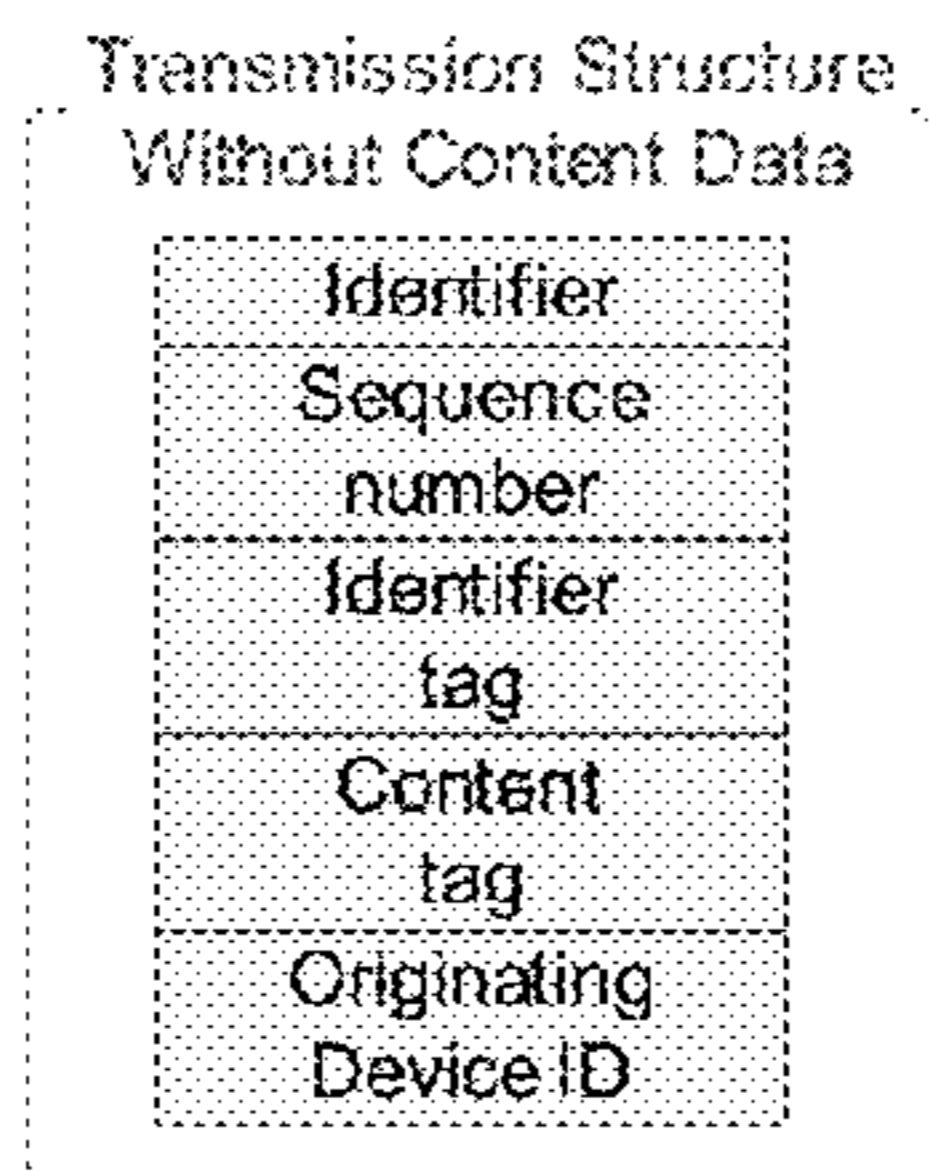 Transmission Structure
Without Content Data
Identifier
Sequence
number
Identifier
tag
Content
tag
Originating
Device ID